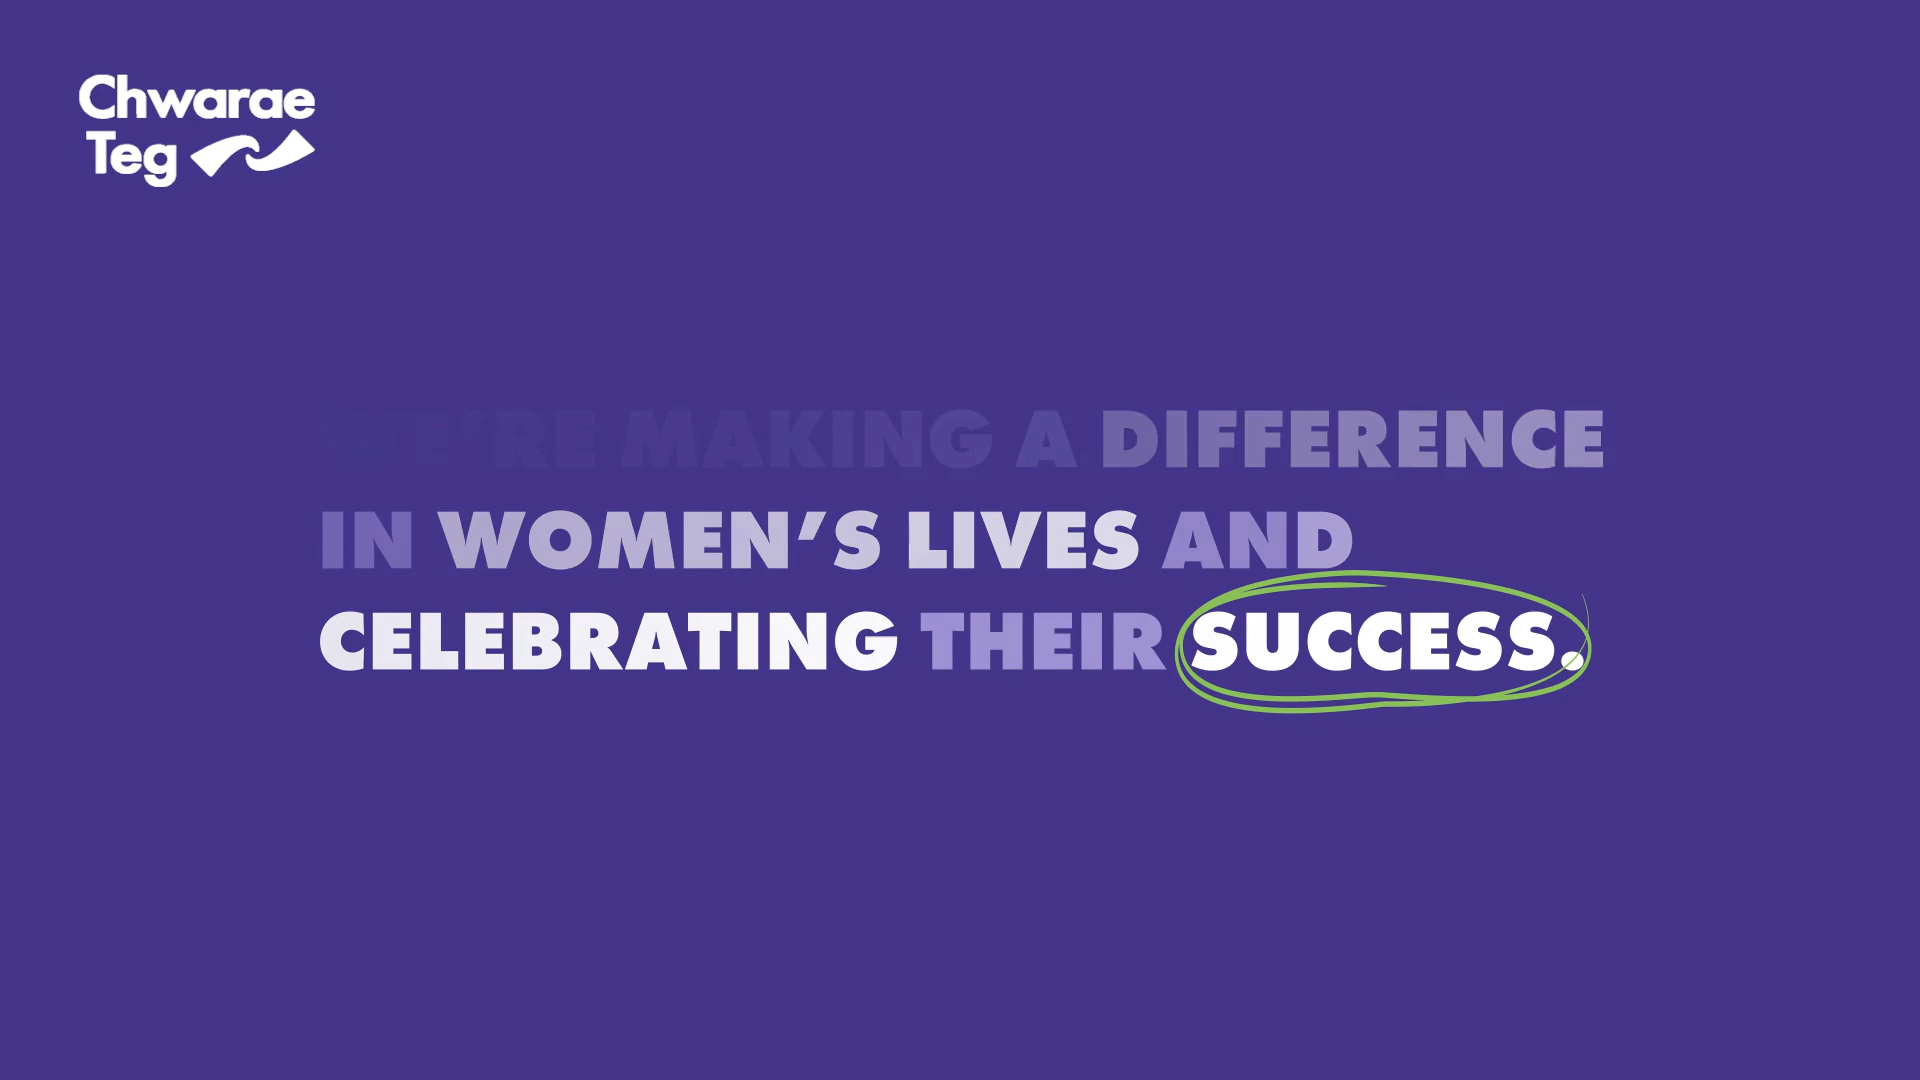 Chwarae
Teg
WE'RE MAKING A DIFFERENCE
IN WOMEN'S LIVES AND
CELEBRATING THEIR SUCCESS.